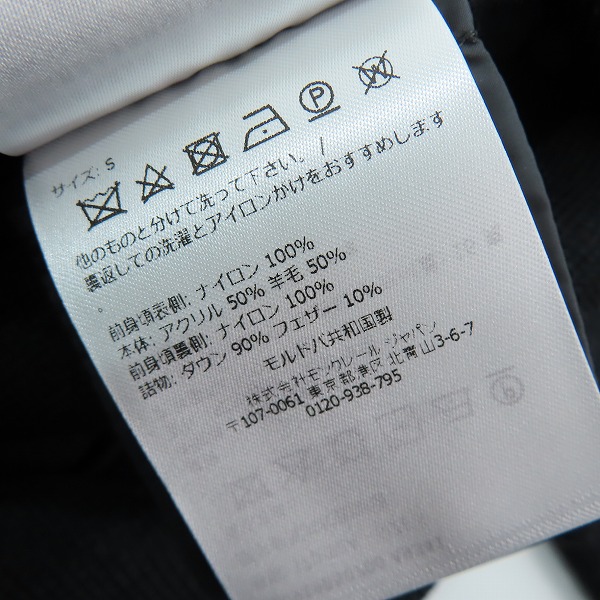 サイズ: S
P
W
他のものと分けて洗って下さい。/
裏返しての洗濯とアイロンがけをおすすめします
。
前身頃表側: ナイロン 100%
本体: アクリル 50% 羊毛 50%
前身頃裏側: ナイロン 100%
詰物: ダウン 90% フェザー 10%
モルドバ共和国製
株式会社モンクレール ジャパン
〒107-0061 東京都港区 北青山3-6-7
0120-938-795